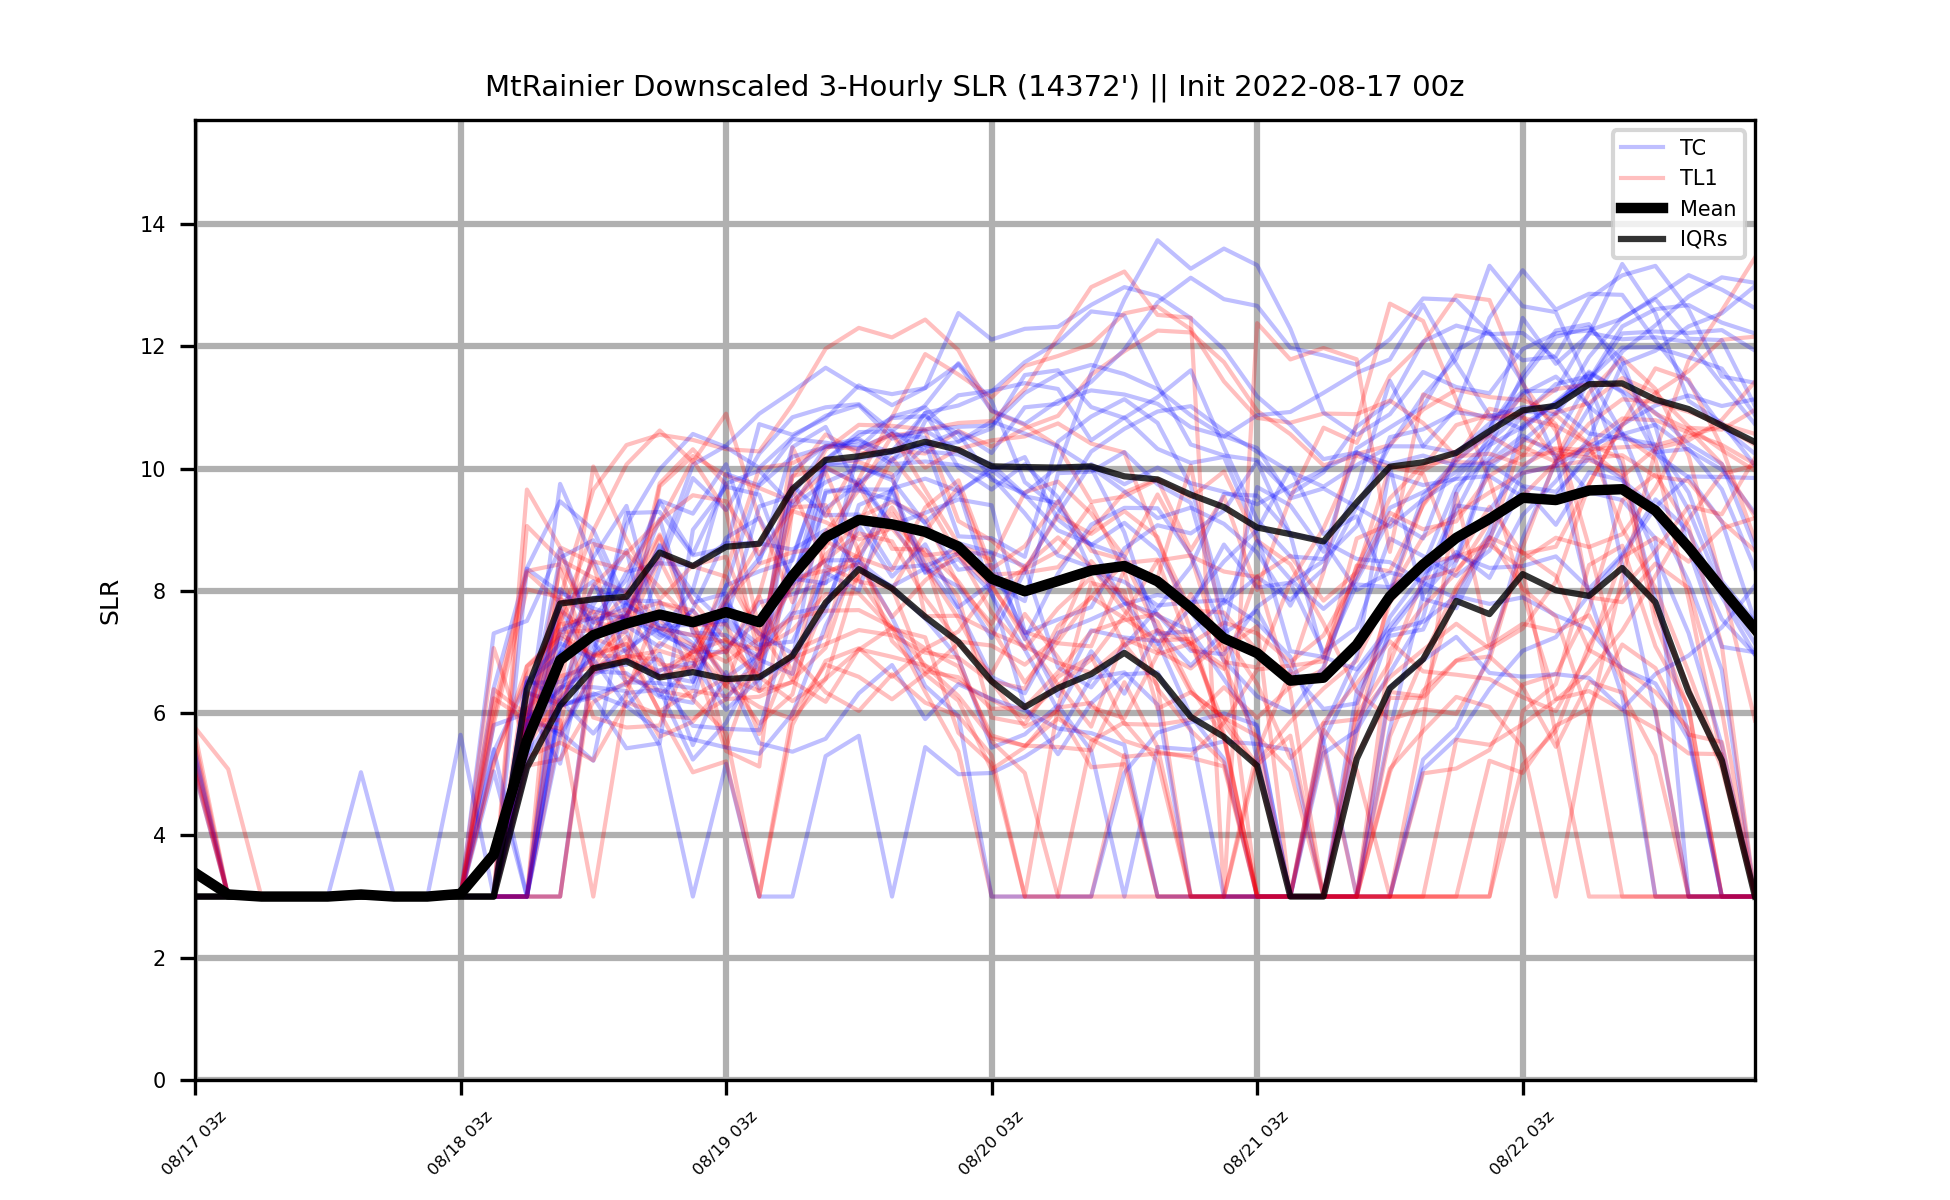 MtRainier Downscaled 3-Hourly SLR (14372') || Init 2022-08-17 00z
TC
TL1
Mean
IQRs
14
12
10
8
6
4
2
0
SLR
08/17 03z
08/18 03z
08/19 03z
08/20 03z
08/21 03z
08/22 03z